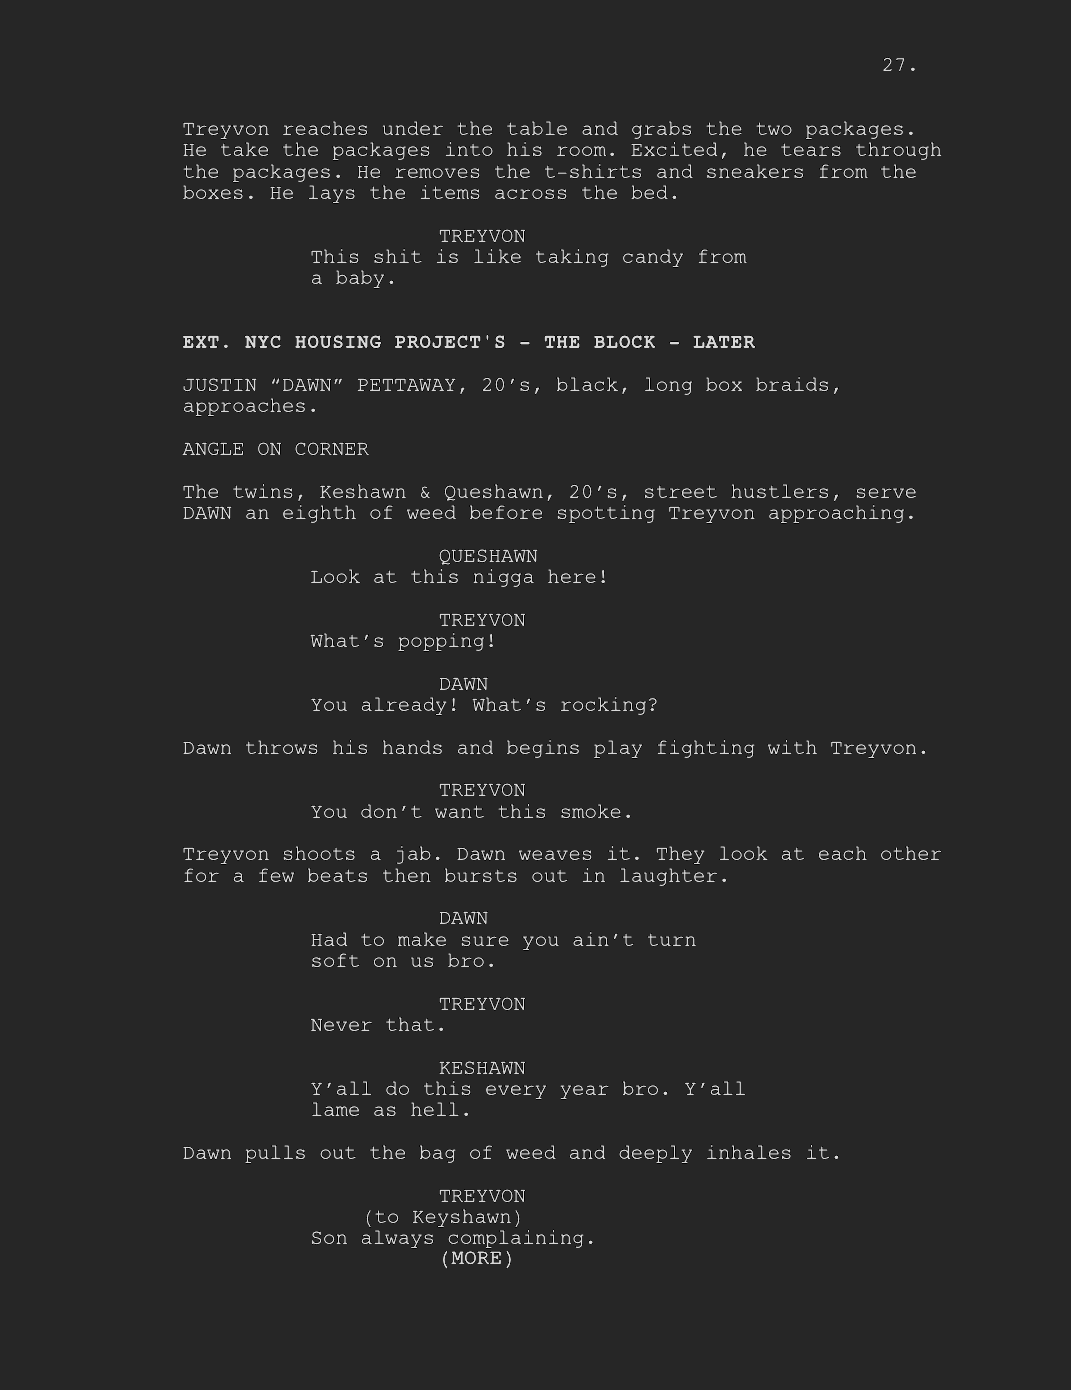 27.
Treyvon reaches under the table and grabs the two packages.
He take the packages into his room. Excited, he tears through
the packages. He removes the t-shirts and sneakers from the
boxes. He lays the items across the bed.
TREYVON
This shit is like taking candy from
a baby.
EXT. NYC HOUSING PROJECT'S - THE BLOCK - LATER
JUSTIN “DAWN” PETTAWAY, 20’s, black, long box braids,
approaches.
ANGLE ON CORNER
The twins, Keshawn & Queshawn, 20’s, street hustlers, serve
DAWN an eighth of weed before spotting Treyvon approaching.
QUESHAWN
Look at this nigga here!
TREYVON
What’s popping!
DAWN
You already! What’s rocking?
Dawn throws his hands and begins play fighting with Treyvon.
TREYVON
You don’t want this smoke.
Treyvon shoots a jab. Dawn weaves it. They look at each other
for a few beats then bursts out in laughter.
DAWN
Had to make sure you ain’t turn
soft on us bro.
TREYVON
Never that.
KESHAWN
Y’all do this every year bro. Y’all
lame as hell.
Dawn pulls out the bag of weed and deeply inhales it.
TREYVON
(to Keyshawn)
Son always complaining.
(MORE)